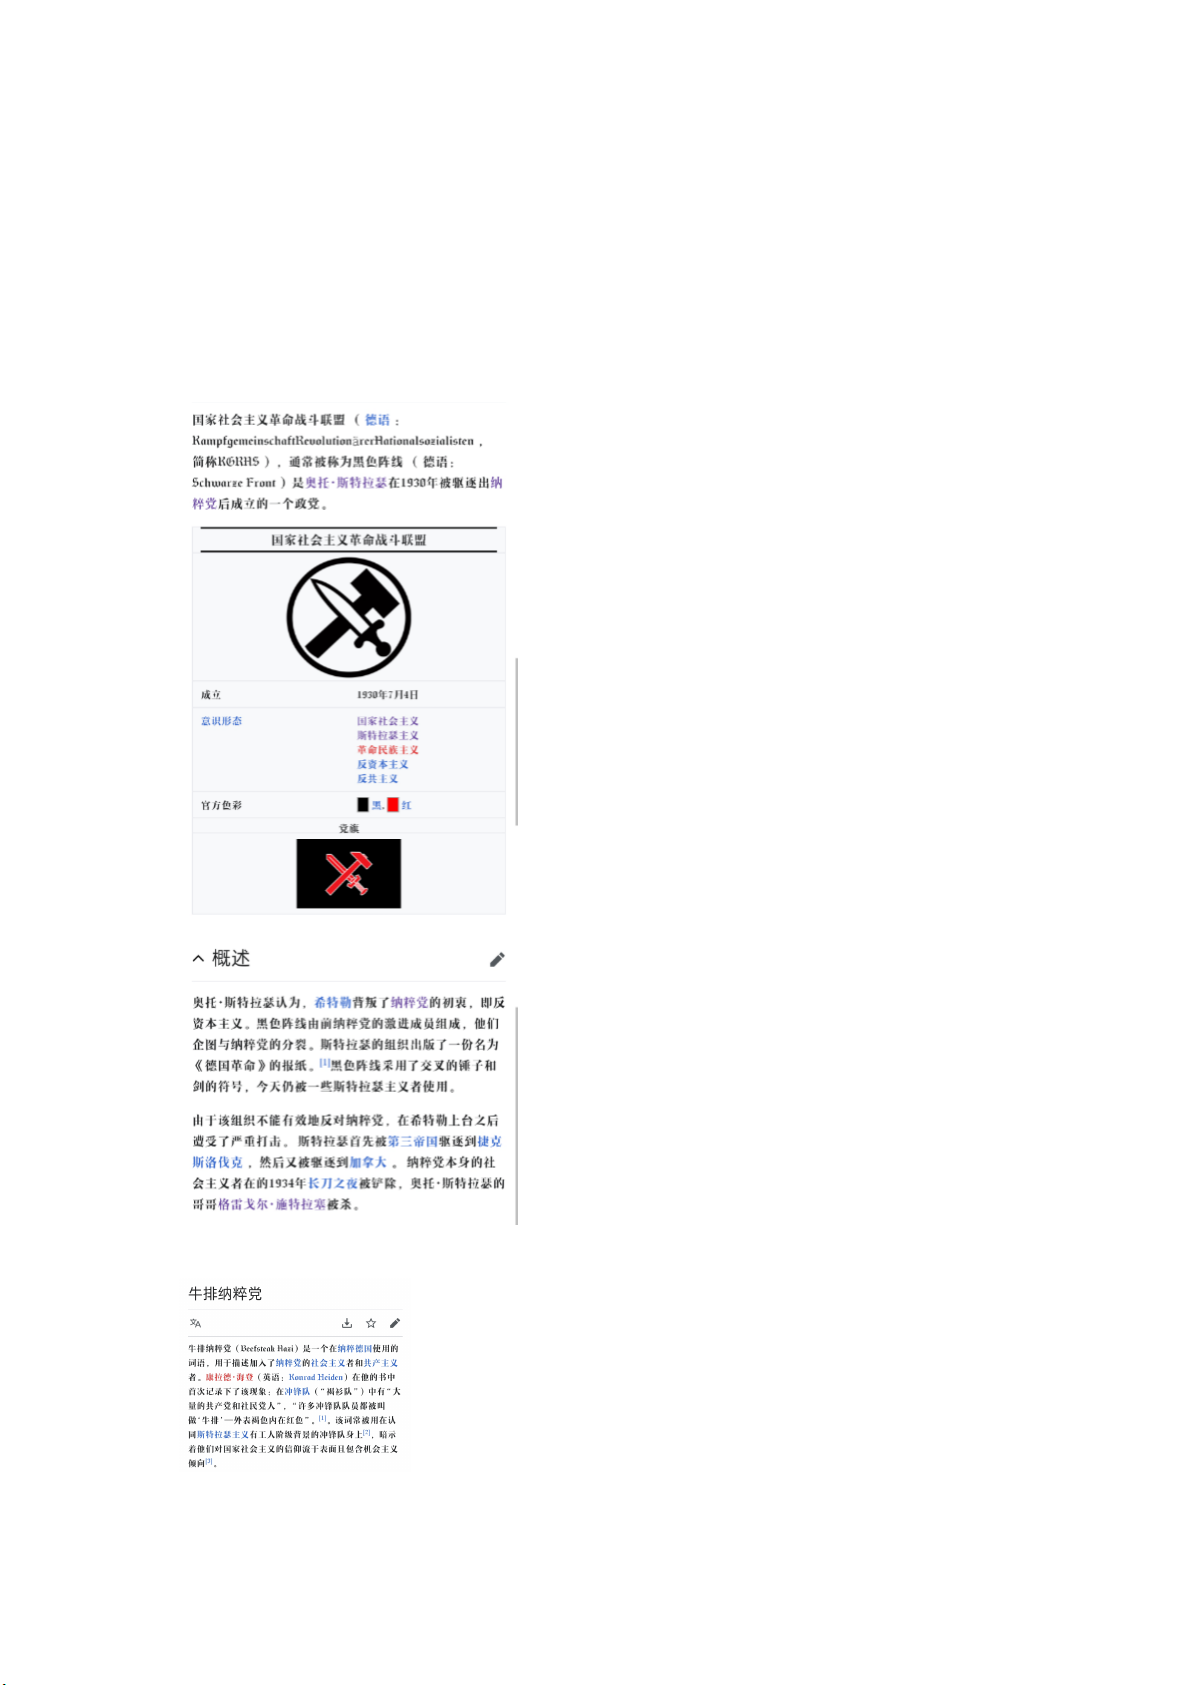 国家社会主义革命战斗联盟 （ 德语 ：
KampfgemeinschaftRevolutionärerNationalsozialisten ，
简称KGRNS ），通常被称为黑色阵线 （ 德语：
Schwarze Front ）是奥托·斯特拉瑟在1930年被驱逐出纳
粹党后成立的一个政党。
国家社会主义革命战斗联盟
成立 1930年7月4日
意识形态 国家社会主义
斯特拉瑟主义
革命民族主义
反资本主义
反共主义
官方色彩 黑,红
党旗
概述
奥托·斯特拉瑟认为，希特勒背叛了纳粹党的初衷，即反
资本主义。黑色阵线由前纳粹党的激进成员组成，他们
企图与纳粹党的分裂。斯特拉瑟的组织出版了一份名为
《德国革命》的报纸。[1]黑色阵线采用了交叉的锤子和
剑的符号，今天仍被一些斯特拉瑟主义者使用。
由于该组织不能有效地反对纳粹党，在希特勒上台之后
遭受了严重打击。 斯特拉瑟首先被第三帝国驱逐到捷克
斯洛伐克 ，然后又被驱逐到加拿大 。 纳粹党本身的社
会主义者在的1934年长刀之夜被铲除，奥托·斯特拉瑟的
哥哥格雷戈尔·施特拉塞被杀。
牛排纳粹党
牛排纳粹党（Beefsteak Nazi）是一个在纳粹德国使用的
词语，用于描述加入了纳粹党的社会主义者和共产主义
者。康拉德·海登（英语：Konrad Heiden）在他的书中
首次记录下了该现象：在冲锋队（“褐衫队”）中有“大
量的共产党和社民党人”，“许多冲锋队队员都被叫
做‘牛排’—外表褐色内在红色”。[1]，该词常被用在认
同斯特拉瑟主义有工人阶级背景的冲锋队身上[2]，暗示
着他们对国家社会主义的信仰流于表面且包含机会主义
倾向[3]。